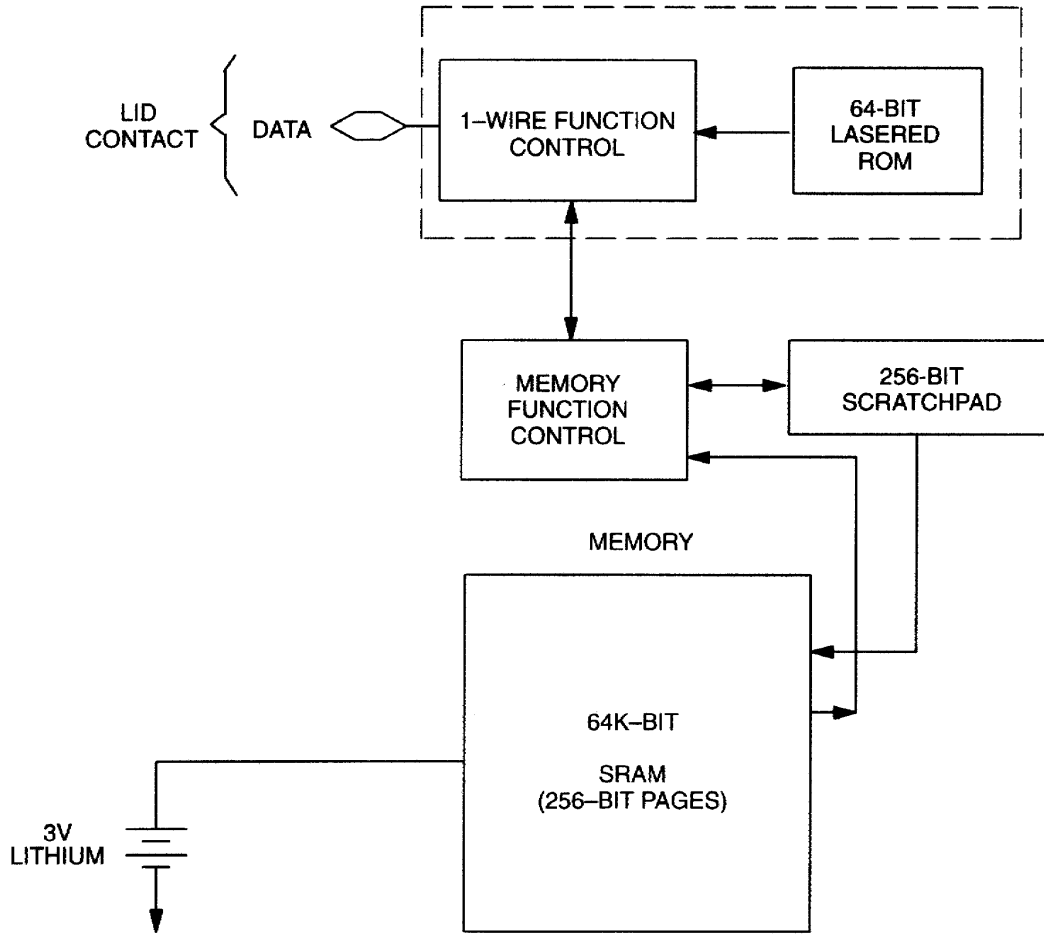 LID
CONTACT
DATA
1–WIRE FUNCTION
CONTROL
64-BIT
LASERED
ROM
MEMORY
FUNCTION
CONTROL
256-BIT
SCRATCHPAD
MEMORY
64K–BIT
SRAM
(256–BIT PAGES)
3V
LITHIUM